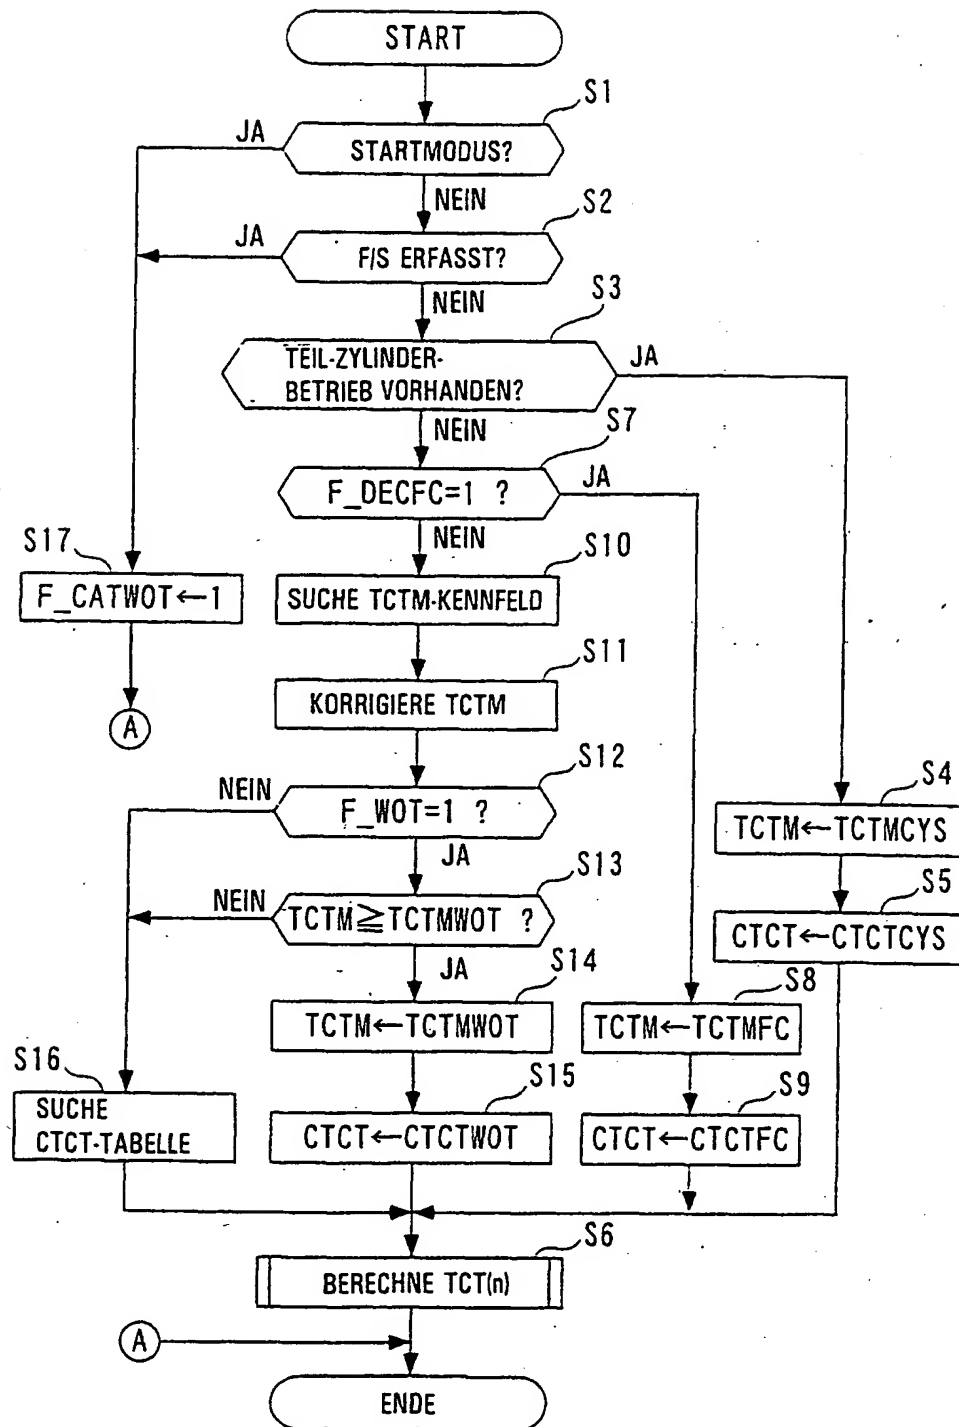 START
S1
JA
STARTMODUS?
NEIN
S2
JA
F/S ERFASST?
NEIN
S3
TEIL-ZYLINDER-
BETRIEB VORHANDEN?
JA
NEIN
S7
F_DECFC=1 ?
JA
NEIN
S17
F_CATWOT←1
A
S10
SUCHE TCTM-KENNFELD
S11
KORRIGIERE TCTM
S12
NEIN
F_WOT=1 ?
JA
S4
TCTM←TCTMCYS
S13
NEIN
TCTM≧TCTMWOT ?
JA
S5
CTCT←CTCTCYS
S14
TCTM←TCTMWOT
S8
TCTM←TCTMFC
S16
SUCHE
CTCT-TABELLE
S15
CTCT←CTCTWOT
S9
CTCT←CTCTFC
S6
BERECHNE TCT(n)
A
ENDE